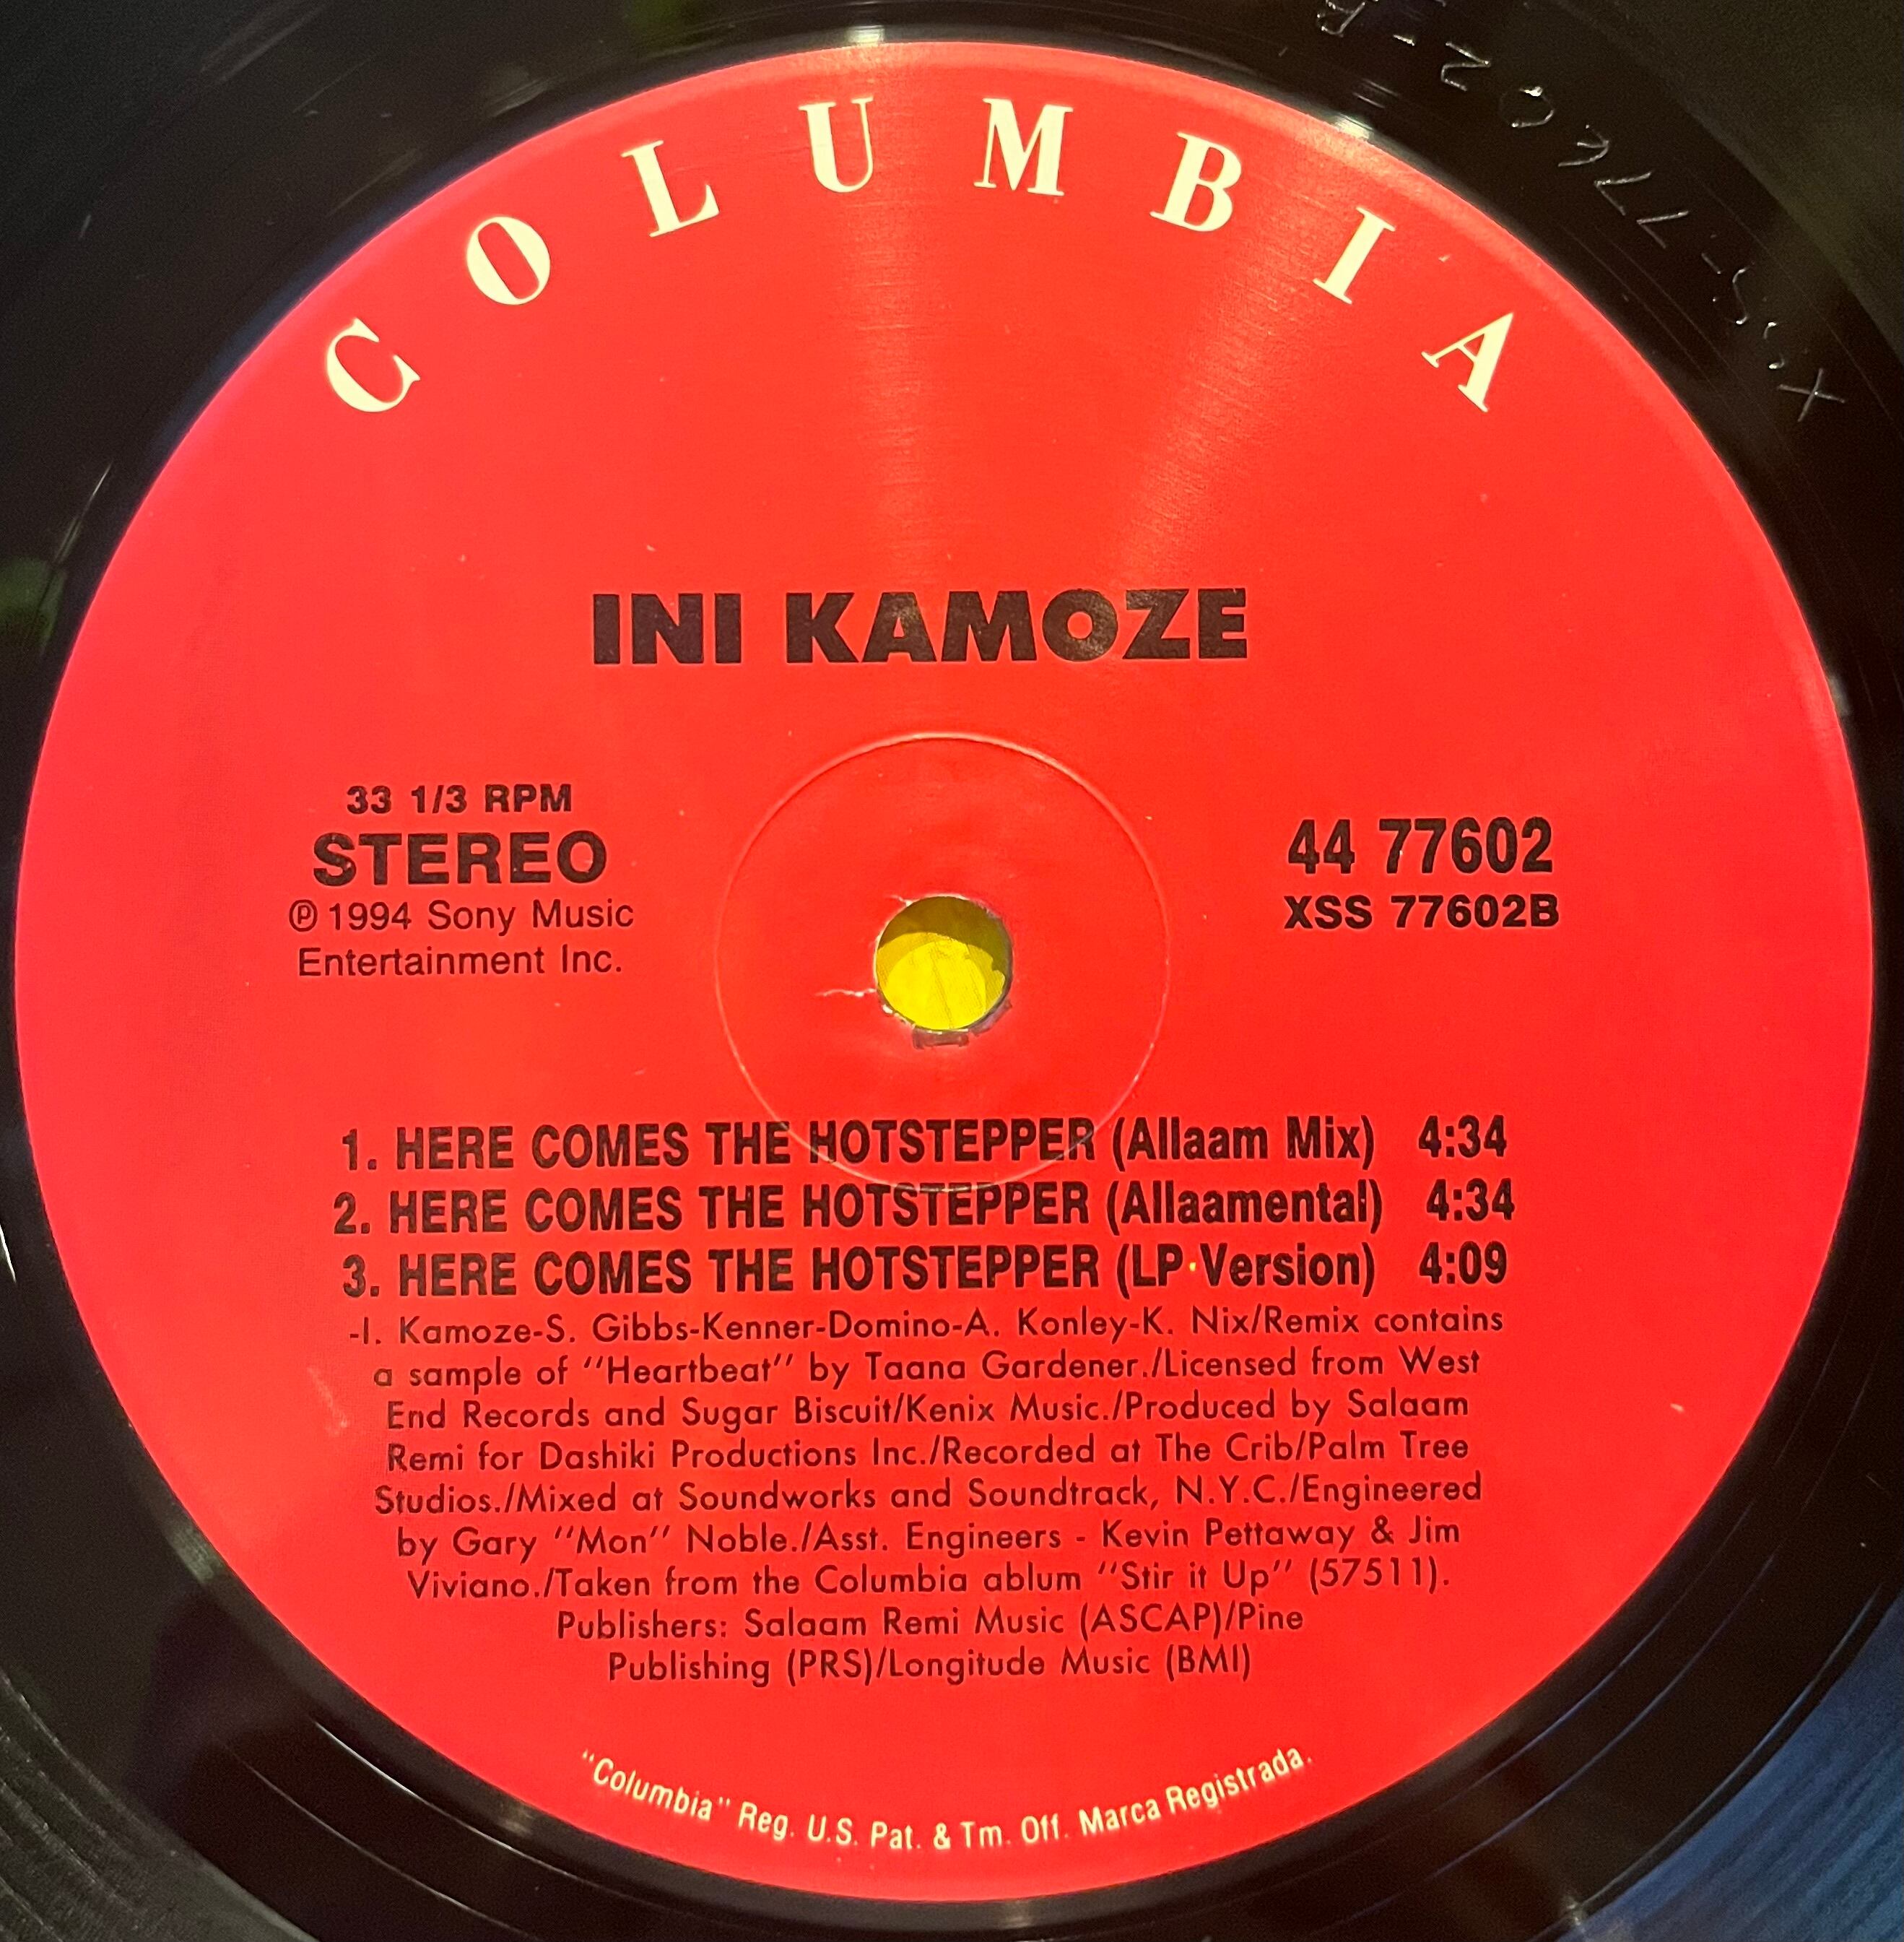 COLUMBIA
XSS-77602-B
INI KAMOZE
33 1/3 RPM
STEREO
Ⓟ 1994 Sony Music
Entertainment Inc.
44 77602
XSS 77602B
1. HERE COMES THE HOTSTEPPER (Allaam Mix) 4:34
2. HERE COMES THE HOTSTEPPER (Allaamental) 4:34
3. HERE COMES THE HOTSTEPPER (LP Version) 4:09
-I. Kamoze-S. Gibbs-Kenner-Domino-A. Konley-K. Nix/Remix contains
a sample of "Heartbeat" by Taana Gardener./Licensed from West
End Records and Sugar Biscuit/Kenix Music./Produced by Salaam
Remi for Dashiki Productions Inc./Recorded at The Crib/Palm Tree
Studios./Mixed at Soundworks and Soundtrack, N.Y.C./Engineered
by Gary "Mon" Noble./Asst. Engineers - Kevin Pettaway & Jim
Viviano./Taken from the Columbia ablum "Stir it Up" (57511).
Publishers: Salaam Remi Music (ASCAP)/Pine
Publishing (PRS)/Longitude Music (BMI)
"Columbia" Reg. U.S. Pat. & Tm. Off. Marca Registrada.